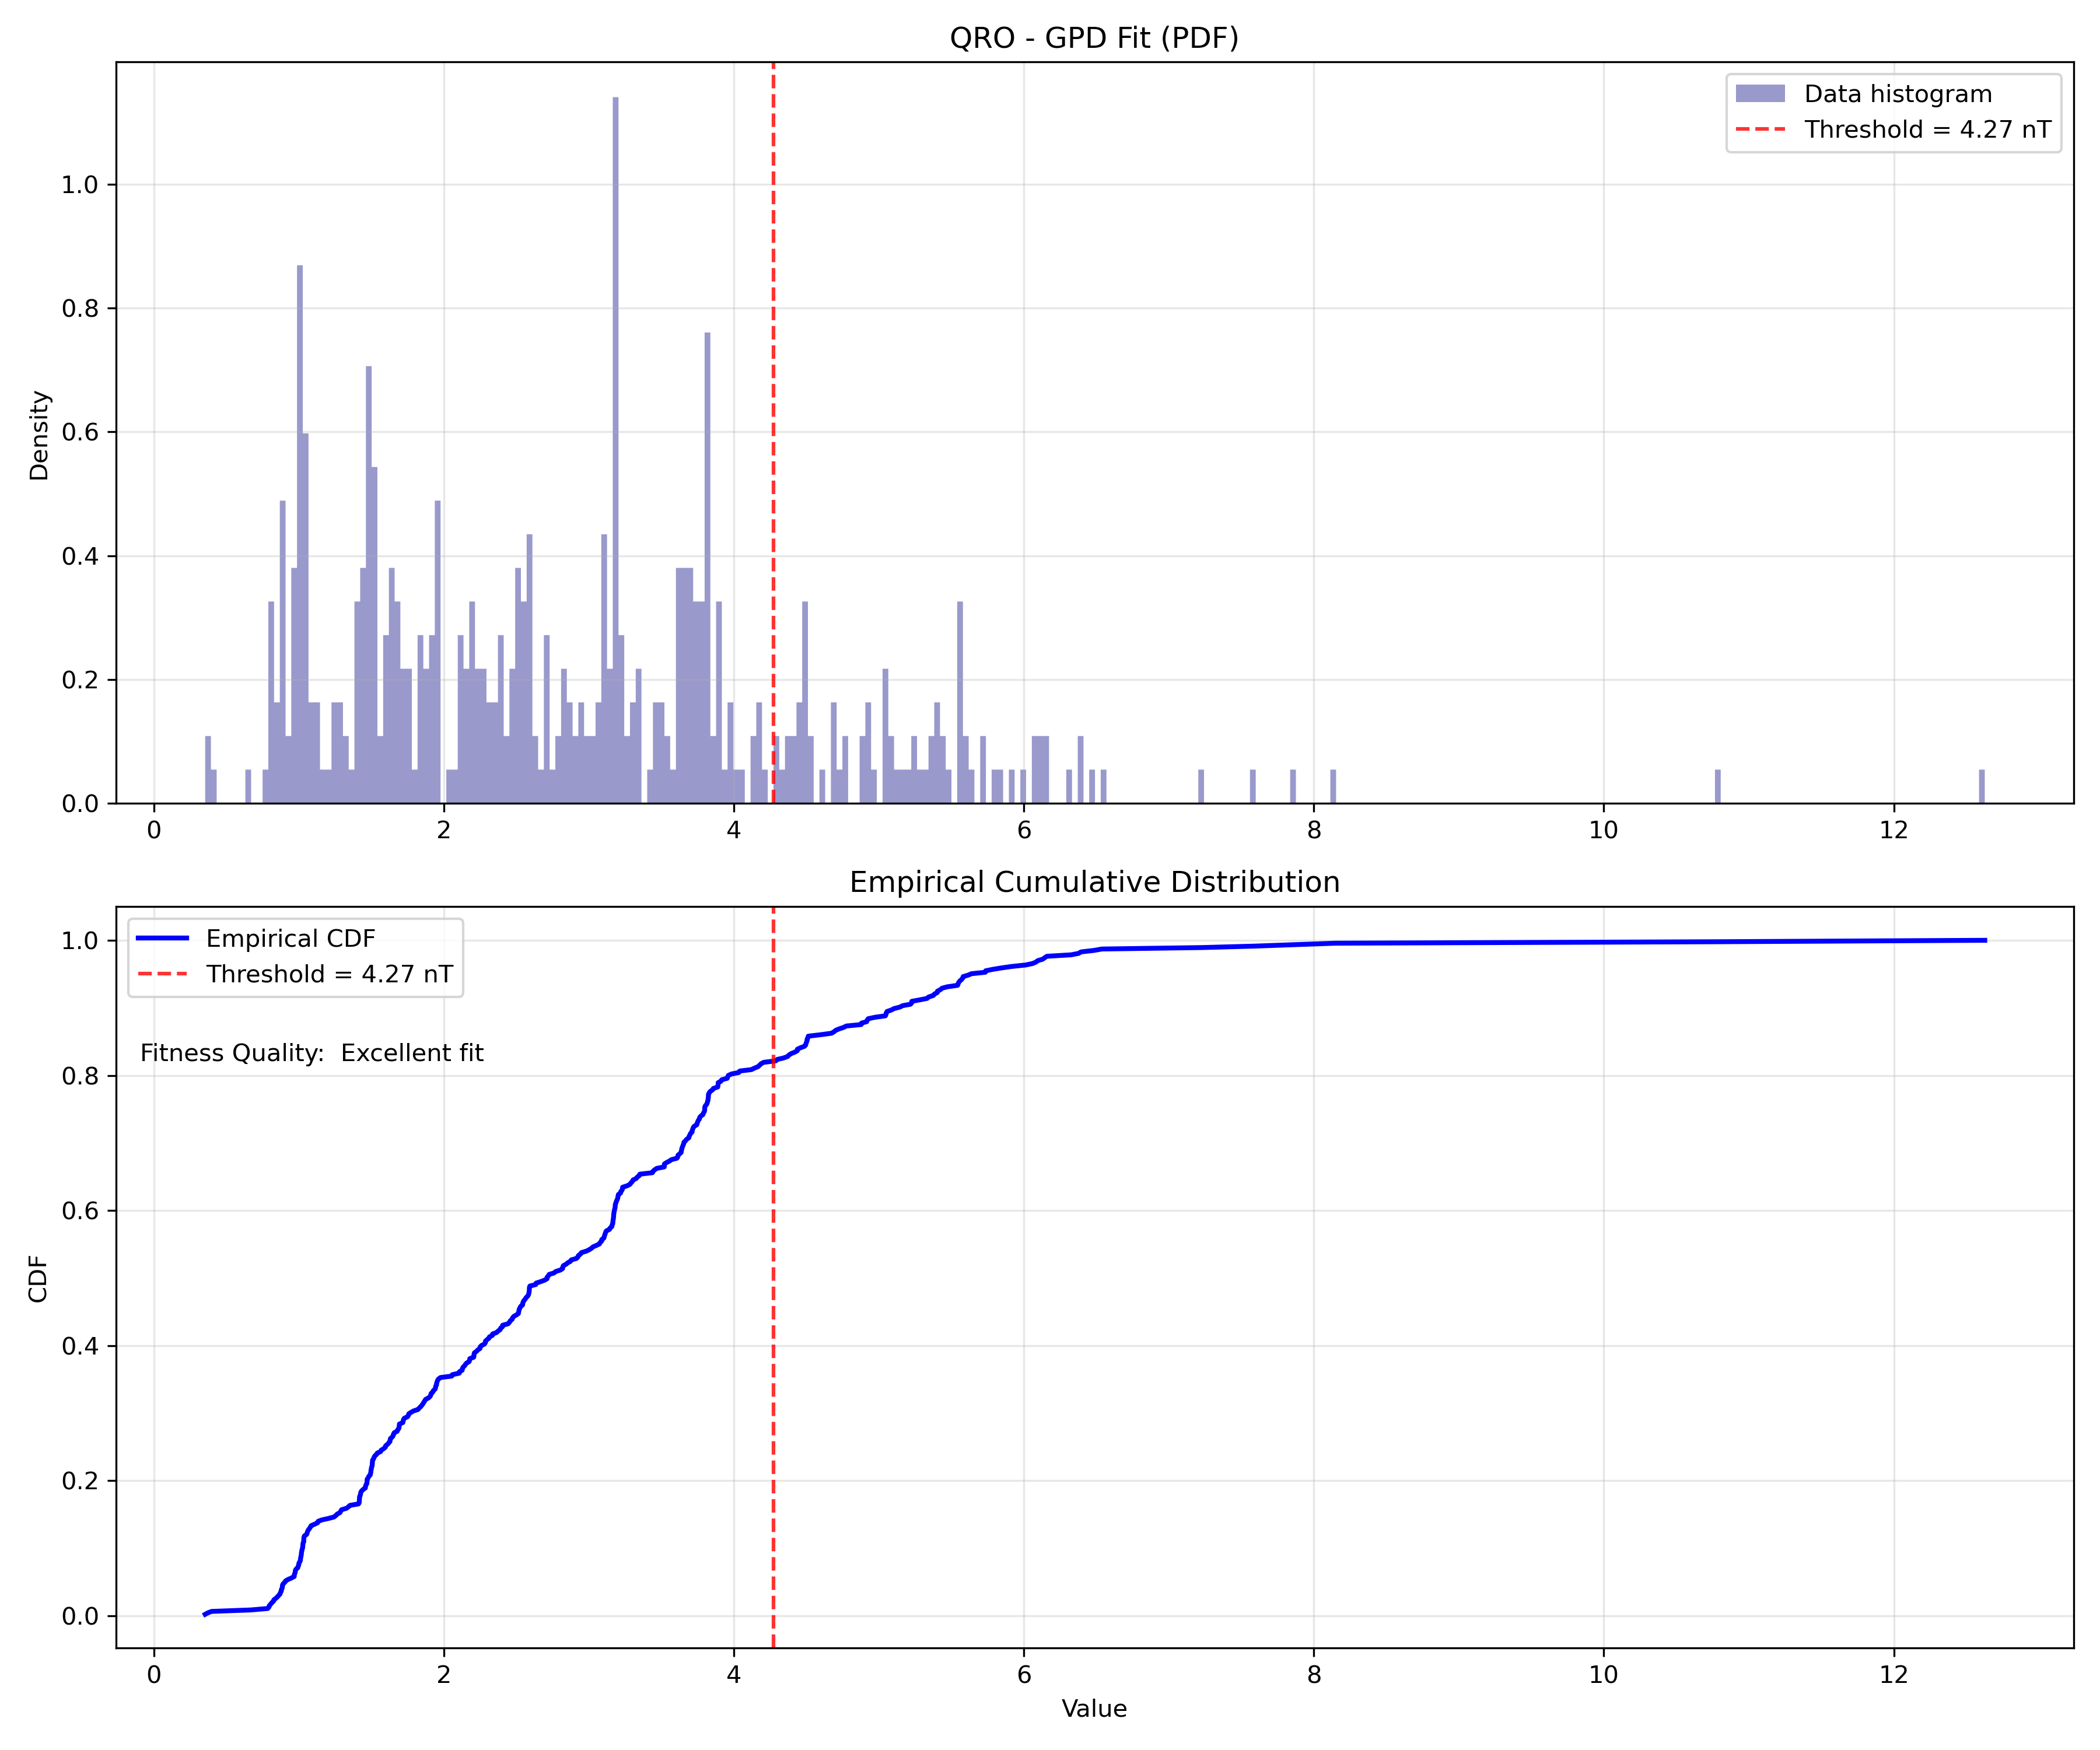 QRO - GPD Fit (PDF)
Data histogram
Threshold = 4.27 nT
Density
1.0
0.8
0.6
0.4
0.2
0.0
0 2 4 6 8 10 12
Empirical Cumulative Distribution
Empirical CDF
Threshold = 4.27 nT
Fitness Quality:  Excellent fit
CDF
1.0
0.8
0.6
0.4
0.2
0.0
0 2 4 6 8 10 12
Value